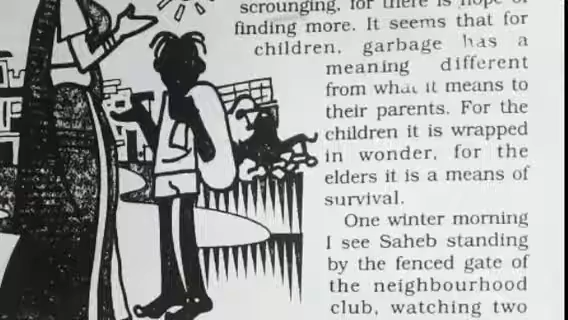 scrounging, for there is hope of
finding more. It seems that for
children, garbage has a
meaning different
from what it means to
their parents. For the
children it is wrapped
in wonder, for the
elders it is a means of
survival.
One winter morning
I see Saheb standing
by the fenced gate of
the neighbourhood
club, watching two